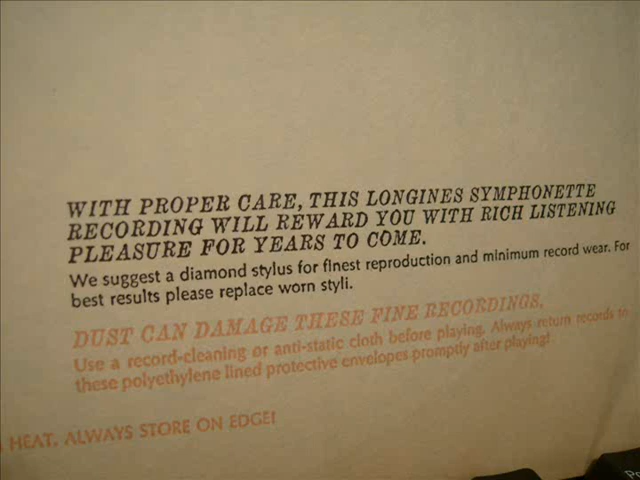 WITH PROPER CARE, THIS LONGINES SYMPHONETTE
RECORDING WILL REWARD YOU WITH RICH LISTENING
PLEASURE FOR YEARS TO COME.
We suggest a diamond stylus for finest reproduction and minimum record wear. For
best results please replace worn styli.
DUST CAN DAMAGE THESE FINE RECORDINGS.
Use a record-cleaning or anti-static cloth before playing. Always return records to
these polyethylene lined protective envelopes promptly after playing!
HEAT. ALWAYS STORE ON EDGE!